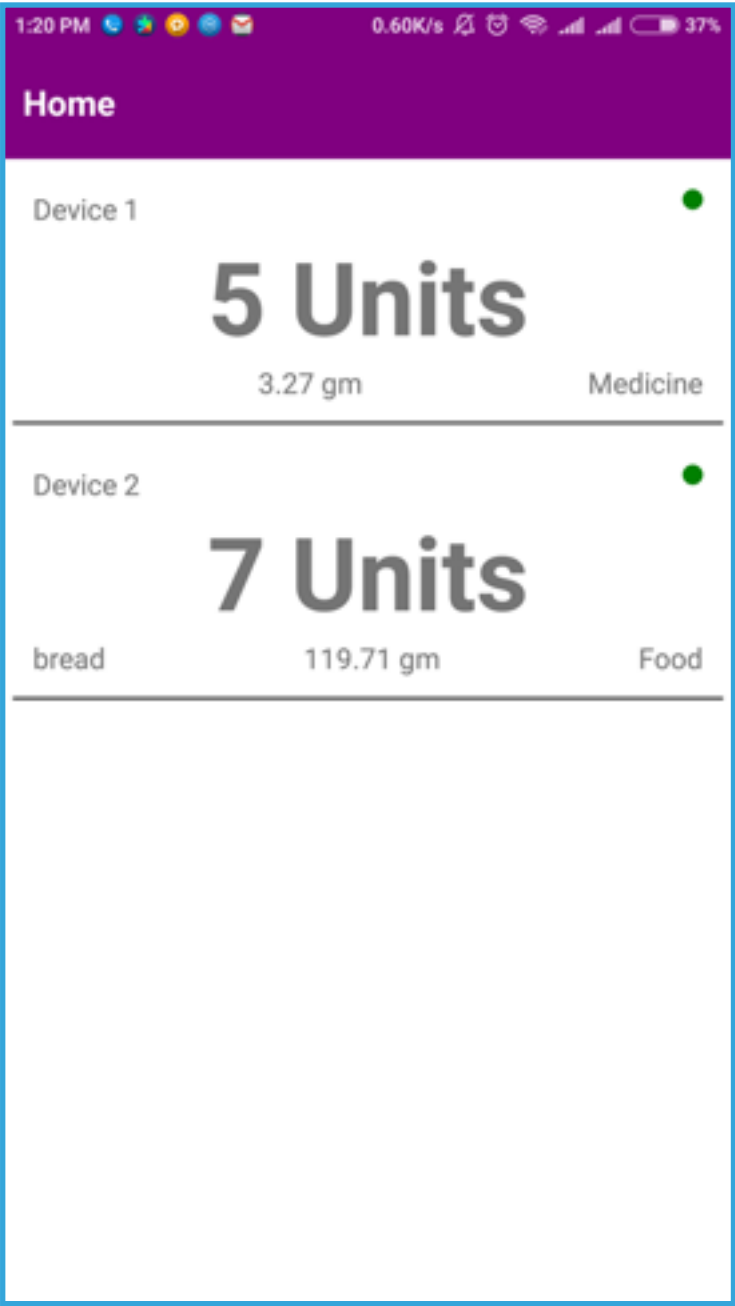 1:20 PM 0.60K/s 37%
Home
Device 1
5 Units
3.27 gm Medicine
Device 2
7 Units
bread 119.71 gm Food